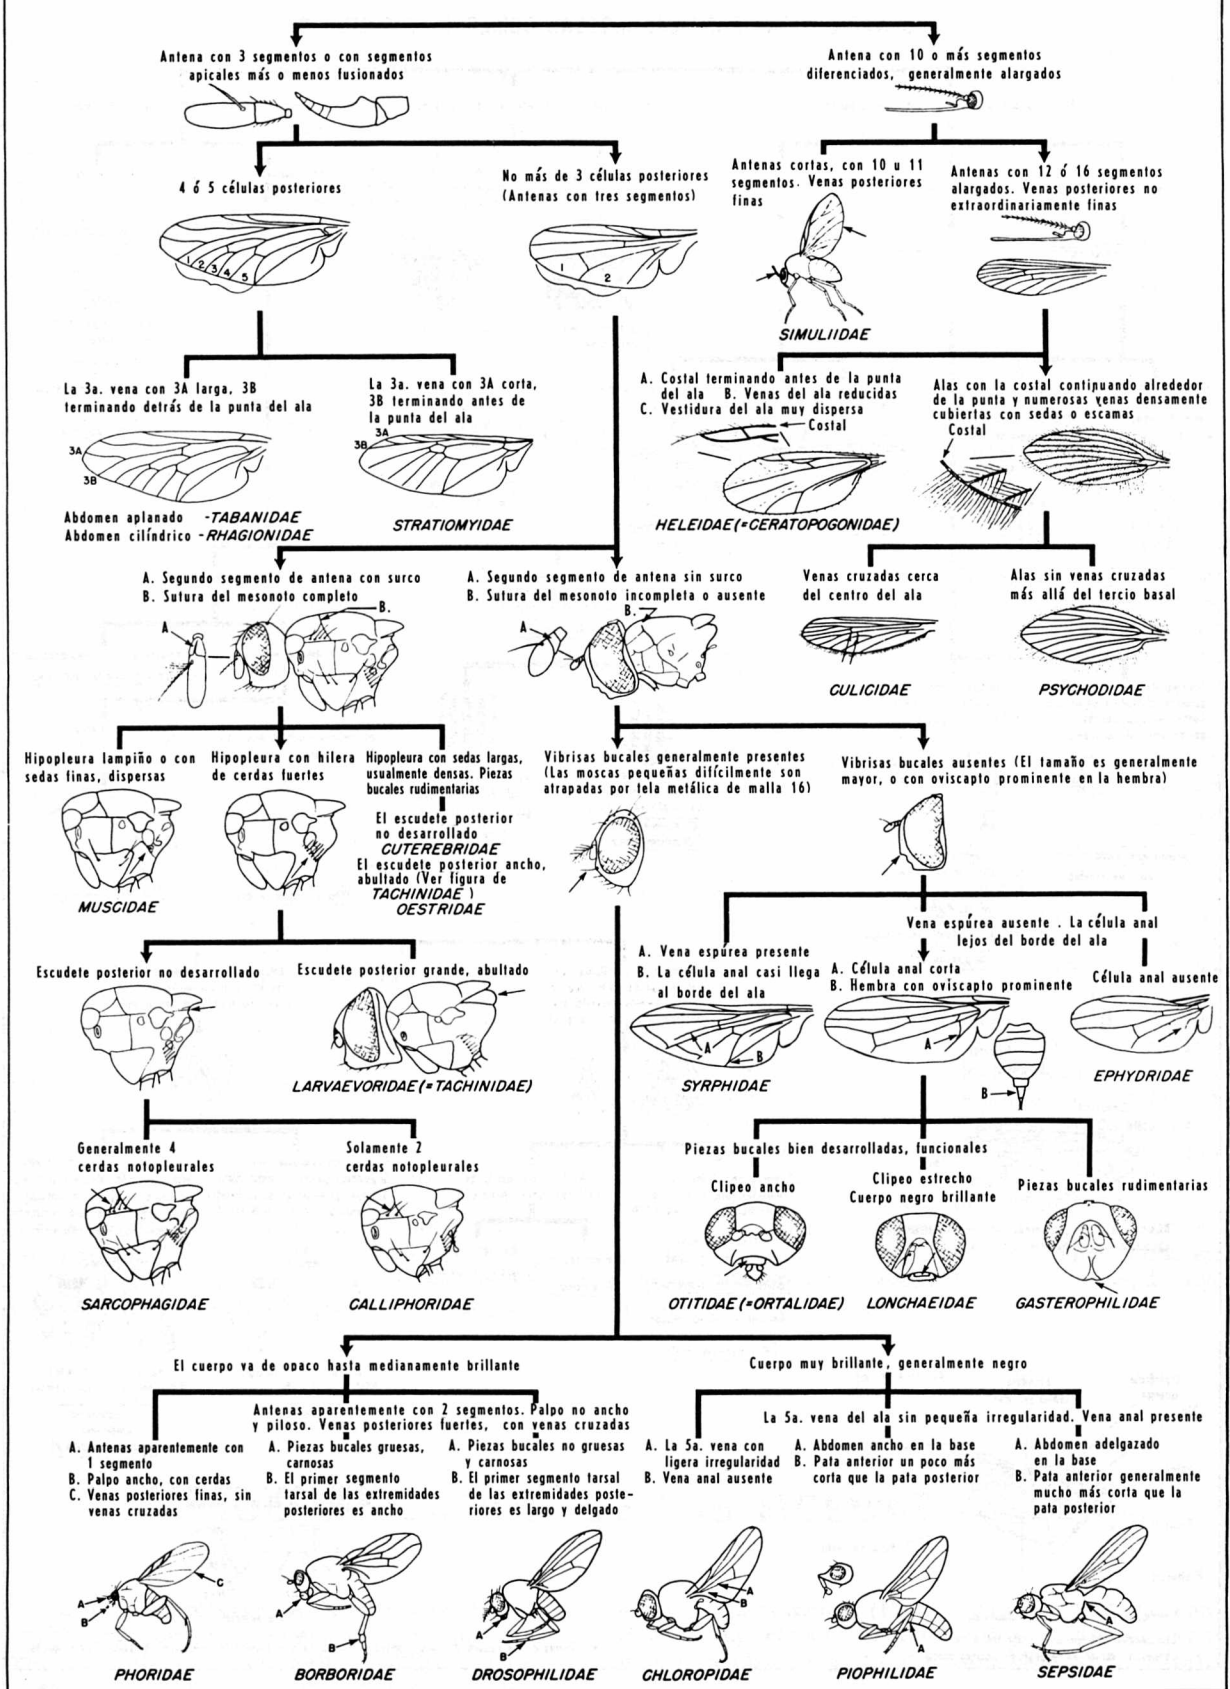 Antena con 3 segmentos o con segmentos
apicales más o menos fusionados
Antena con 10 o más segmentos
diferenciados, generalmente alargados
4 ó 5 células posteriores
1 2 3 4 5
No más de 3 células posteriores
(Antenas con tres segmentos)
1 2
Antenas cortas, con 10 u 11
segmentos. Venas posteriores
finas
SIMULIIDAE
Antenas con 12 ó 16 segmentos
alargados. Venas posteriores no
extraordinariamente finas
La 3a. vena con 3A larga, 3B
terminando detrás de la punta del ala
3A
3B
Abdomen aplanado -TABANIDAE
Abdomen cilíndrico -RHAGIONIDAE
La 3a. vena con 3A corta,
3B terminando antes de
la punta del ala
3A
3B
STRATIOMYIDAE
A. Costal terminando antes de la punta
del ala B. Venas del ala reducidas
C. Vestidura del ala muy dispersa
Costal
HELEIDAE (=CERATOPOGONIDAE)
Alas con la costal continuando alrededor
de la punta y numerosas venas densamente
cubiertas con sedas o escamas
Costal
A. Segundo segmento de antena con surco
B. Sutura del mesonoto completo
A
B.
A. Segundo segmento de antena sin surco
B. Sutura del mesonoto incompleta o ausente
A
B.
Venas cruzadas cerca
del centro del ala
CULICIDAE
Alas sin venas cruzadas
más allá del tercio basal
PSYCHODIDAE
Hipopleura lampiño o con
sedas finas, dispersas
MUSCIDAE
Hipopleura con hilera
de cerdas fuertes
Hipopleura con sedas largas,
usualmente densas. Piezas
bucales rudimentarias
El escudete posterior
no desarrollado
CUTEREBRIDAE
El escudete posterior ancho,
abultado (Ver figura de
TACHINIDAE )
OESTRIDAE
Vibrisas bucales generalmente presentes
(Las moscas pequeñas difícilmente son
atrapadas por tela metálica de malla 16)
Vibrisas bucales ausentes (El tamaño es generalmente
mayor, o con oviscapto prominente en la hembra)
Escudete posterior no desarrollado
Escudete posterior grande, abultado
LARVAEVORIDAE (=TACHINIDAE)
A. Vena espúrea presente
B. La célula anal casi llega
al borde del ala
A
B
SYRPHIDAE
Vena espúrea ausente . La célula anal
lejos del borde del ala
A. Célula anal corta
B. Hembra con oviscapto prominente
A
B
Célula anal ausente
EPHYDRIDAE
Generalmente 4
cerdas notopleurales
SARCOPHAGIDAE
Solamente 2
cerdas notopleurales
CALLIPHORIDAE
Piezas bucales bien desarrolladas, funcionales
Clipeo ancho
OTITIDAE (=ORTALIDAE)
Clipeo estrecho
Cuerpo negro brillante
LONCHAEIDAE
Piezas bucales rudimentarias
GASTEROPHILIDAE
El cuerpo va de opaco hasta medianamente brillante
Cuerpo muy brillante, generalmente negro
Antenas aparentemente con 2 segmentos. Palpo no ancho
y piloso. Venas posteriores fuertes, con venas cruzadas
La 5a. vena del ala sin pequeña irregularidad. Vena anal presente
A. Antenas aparentemente con
1 segmento
B. Palpo ancho, con cerdas
C. Venas posteriores finas, sin
venas cruzadas
A
B
C
PHORIDAE
A. Piezas bucales gruesas,
carnosas
B. El primer segmento
tarsal de las extremidades
posteriores es ancho
A
B
BORBORIDAE
A. Piezas bucales no gruesas
y carnosas
B. El primer segmento tarsal
de las extremidades poste-
riores es largo y delgado
A
B
DROSOPHILIDAE
A. La 5a. vena con
ligera irregularidad
B. Vena anal ausente
A
B
CHLOROPIDAE
A. Abdomen ancho en la base
B. Pata anterior un poco más
corta que la pata posterior
A
PIOPHILIDAE
A. Abdomen adelgazado
en la base
B. Pata anterior generalmente
mucho más corta que la
pata posterior
A
SEPSIDAE